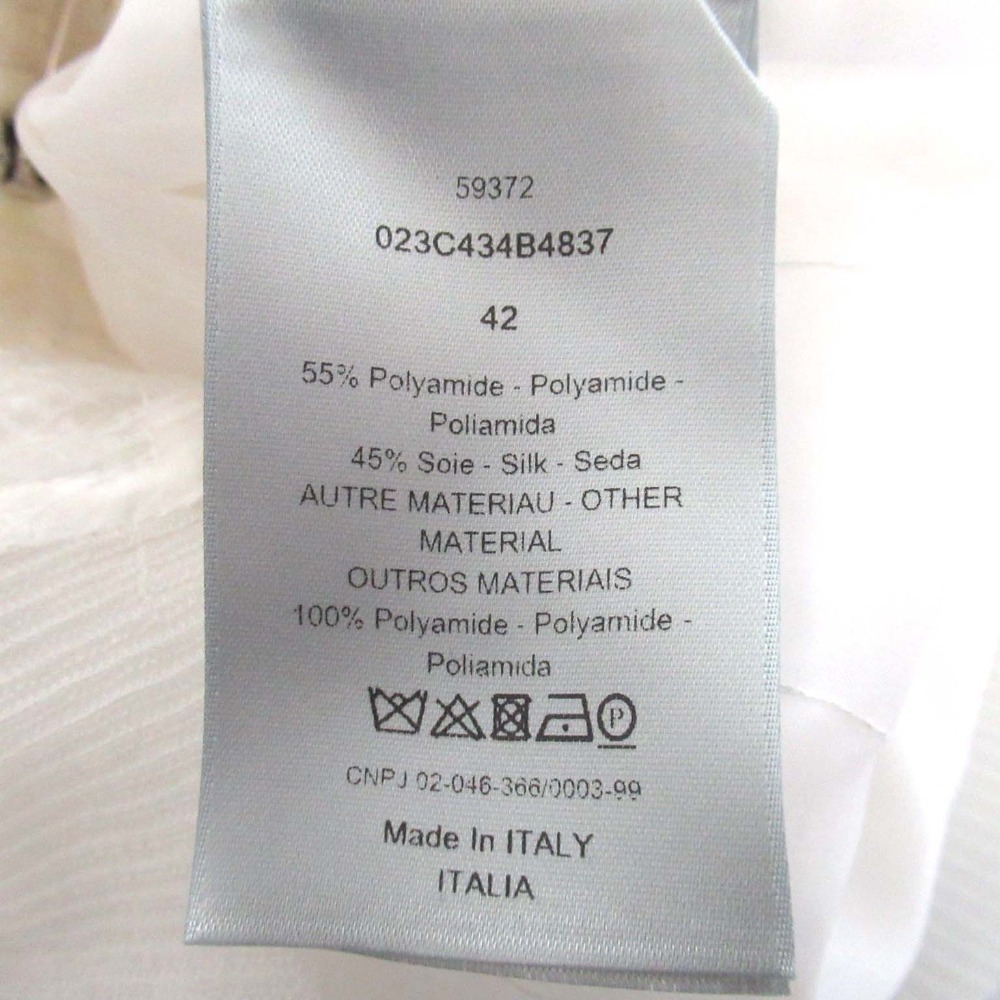 59372
023C434B4837
42
55% Polyamide - Polyamide -
Poliamida
45% Soie - Silk - Seda
AUTRE MATERIAU - OTHER
MATERIAL
OUTROS MATERIAIS
100% Polyamide - Polyamide -
Poliamida
P
CNPJ 02-046-366/0003-99
Made In ITALY
ITALIA